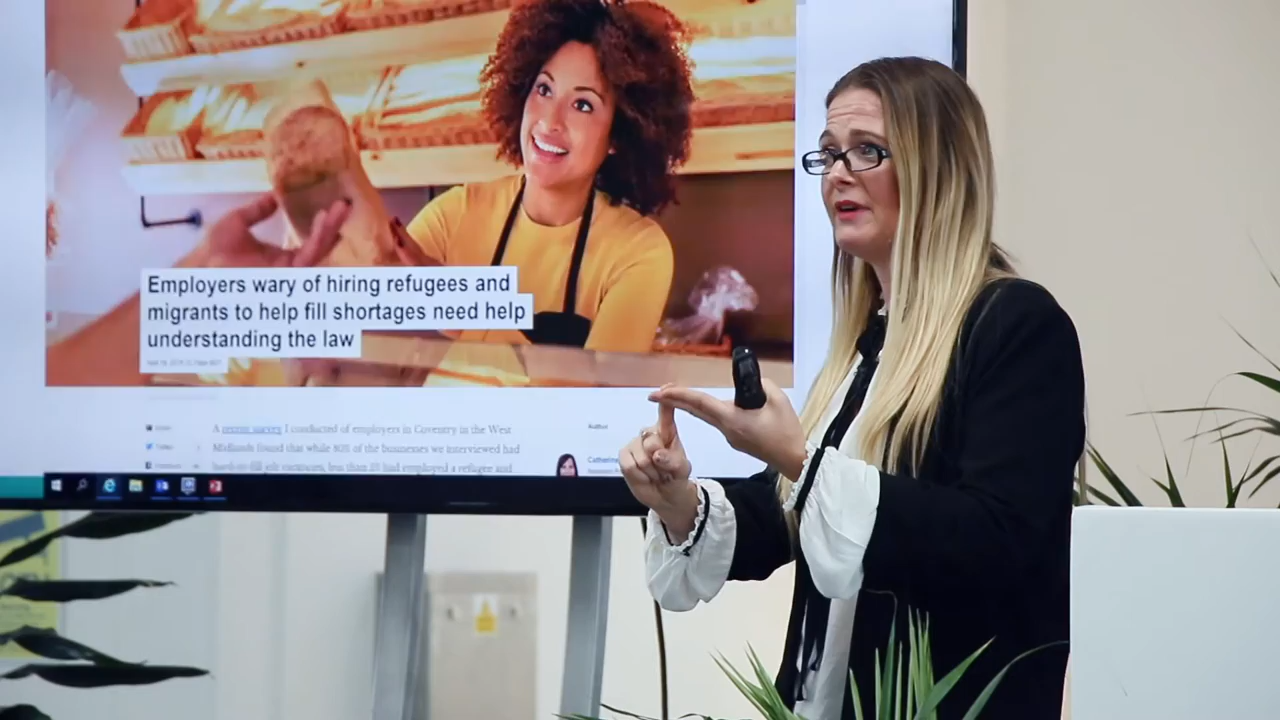 Employers wary of hiring refugees and
migrants to help fill shortages need help
understanding the law
A recent survey I conducted of employers in Coventry in the West
Midlands found that while 80% of the businesses we interviewed had
hard-to-fill job vacancies, less than 20 had employed a refugee and
Author